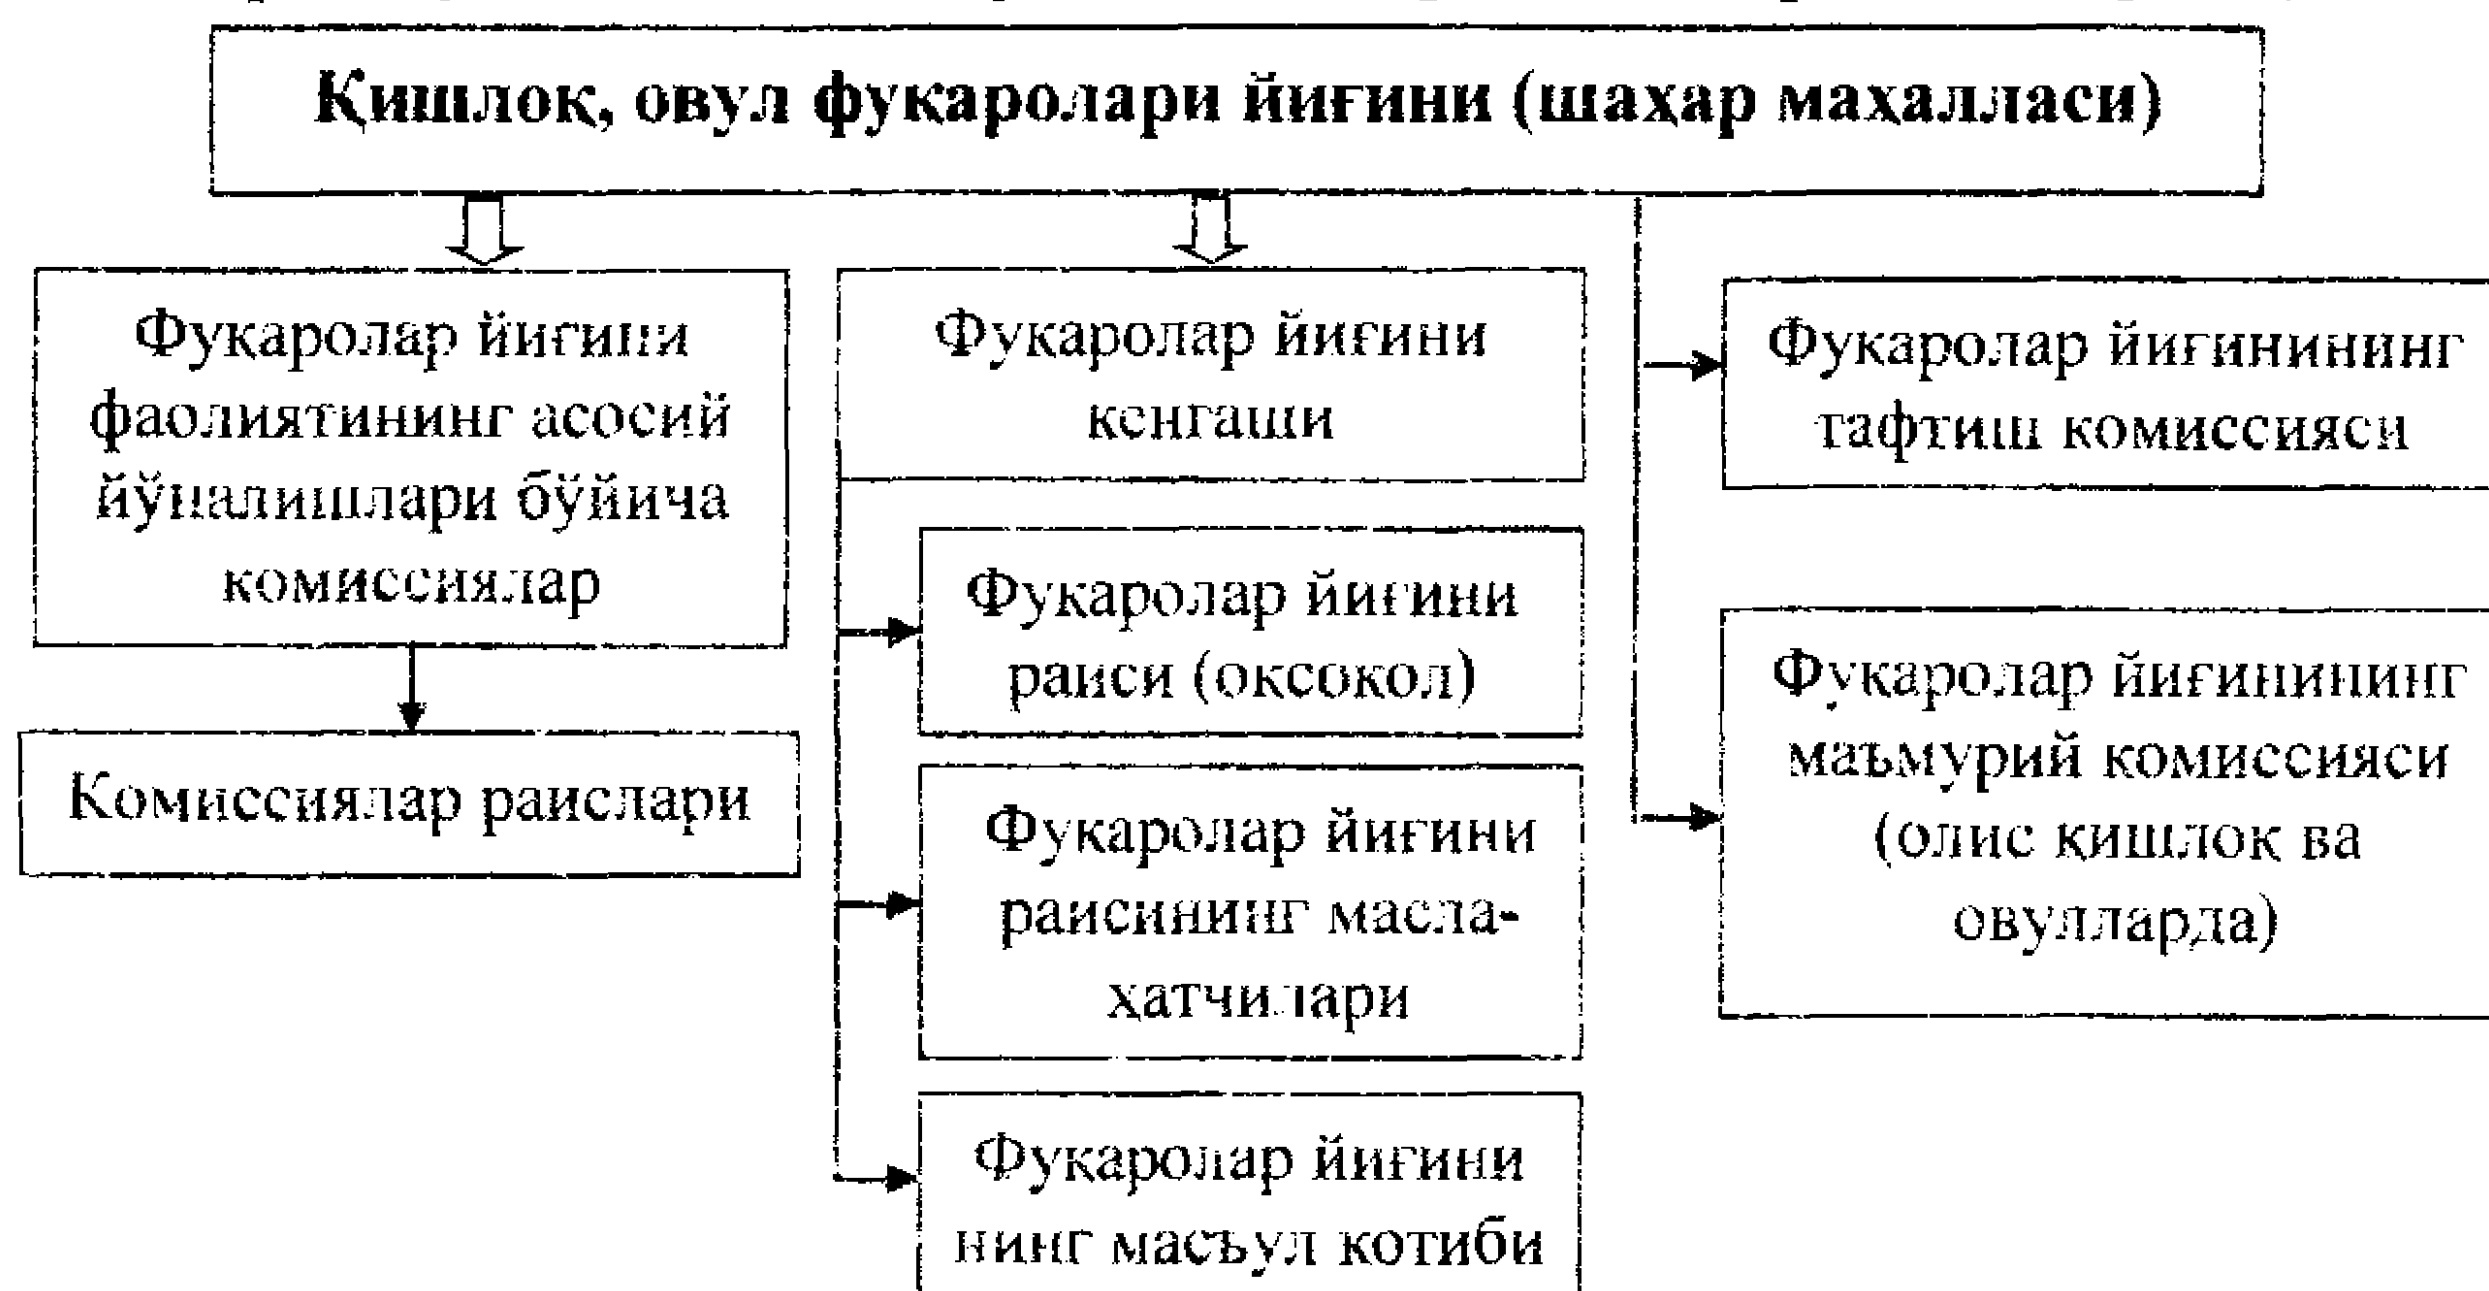 Қишлоқ, овул фуқаролари йиғини (шаҳар маҳалласи)
Фуқаролар йиғини
фаолиятининг асосий
йўналишлари бўйича
комиссиялар
Комиссиялар раислари
Фуқаролар йиғини
кенгаши
Фуқаролар йиғини
раиси (оқсоқол)
Фуқаролар йиғини
раисининг масла-
ҳатчилари
Фуқаролар йиғини
нинг масъул котиби
Фуқаролар йиғинининг
тафтиш комиссияси
Фуқаролар йиғинининг
маъмурий комиссияси
(олис қишлоқ ва
овулларда)